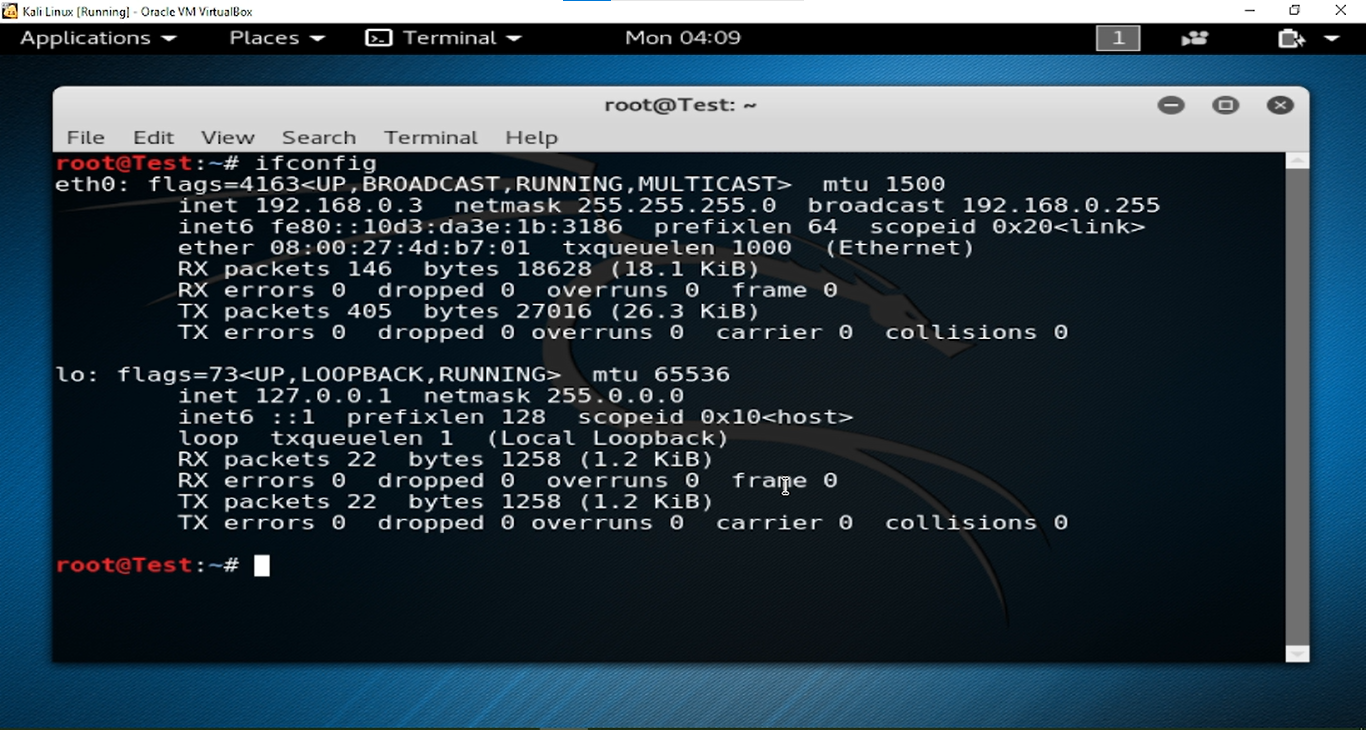 Kali Linux [Running] - Oracle VM VirtualBox
Applications Places Terminal Mon 04:09 1
root@Test: ~
File Edit View Search Terminal Help
root@Test:~# ifconfig
eth0: flags=4163<UP,BROADCAST,RUNNING,MULTICAST>  mtu 1500
        inet 192.168.0.3  netmask 255.255.255.0  broadcast 192.168.0.255
        inet6 fe80::10d3:da3e:1b:3186  prefixlen 64  scopeid 0x20<link>
        ether 08:00:27:4d:b7:01  txqueuelen 1000  (Ethernet)
        RX packets 146  bytes 18628 (18.1 KiB)
        RX errors 0  dropped 0  overruns 0  frame 0
        TX packets 405  bytes 27016 (26.3 KiB)
        TX errors 0  dropped 0 overruns 0  carrier 0  collisions 0
lo: flags=73<UP,LOOPBACK,RUNNING>  mtu 65536
        inet 127.0.0.1  netmask 255.0.0.0
        inet6 ::1  prefixlen 128  scopeid 0x10<host>
        loop  txqueuelen 1  (Local Loopback)
        RX packets 22  bytes 1258 (1.2 KiB)
        RX errors 0  dropped 0  overruns 0  frame 0
        TX packets 22  bytes 1258 (1.2 KiB)
        TX errors 0  dropped 0 overruns 0  carrier 0  collisions 0
root@Test:~#